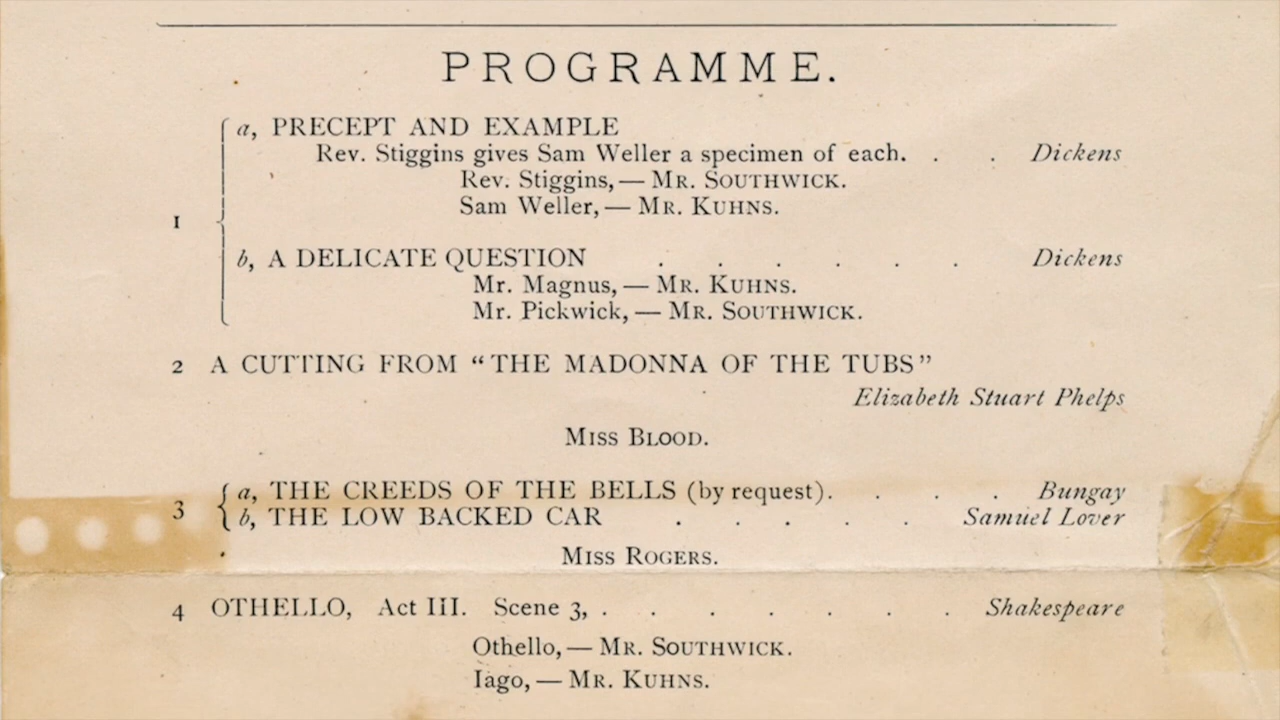 PROGRAMME.
a, PRECEPT AND EXAMPLE
Rev. Stiggins gives Sam Weller a specimen of each. . . Dickens
Rev. Stiggins, — MR. SOUTHWICK.
Sam Weller, — MR. KUHNS.
1
b, A DELICATE QUESTION . . . . . . Dickens
Mr. Magnus, — MR. KUHNS.
Mr. Pickwick, — MR. SOUTHWICK.
2 A CUTTING FROM “THE MADONNA OF THE TUBS”
Elizabeth Stuart Phelps
MISS BLOOD.
3 a, THE CREEDS OF THE BELLS (by request). . . . Bungay
b, THE LOW BACKED CAR . . . . . Samuel Lover
MISS ROGERS.
4 OTHELLO, Act III. Scene 3, . . . . . . . Shakespeare
Othello, — MR. SOUTHWICK.
Iago, — MR. KUHNS.